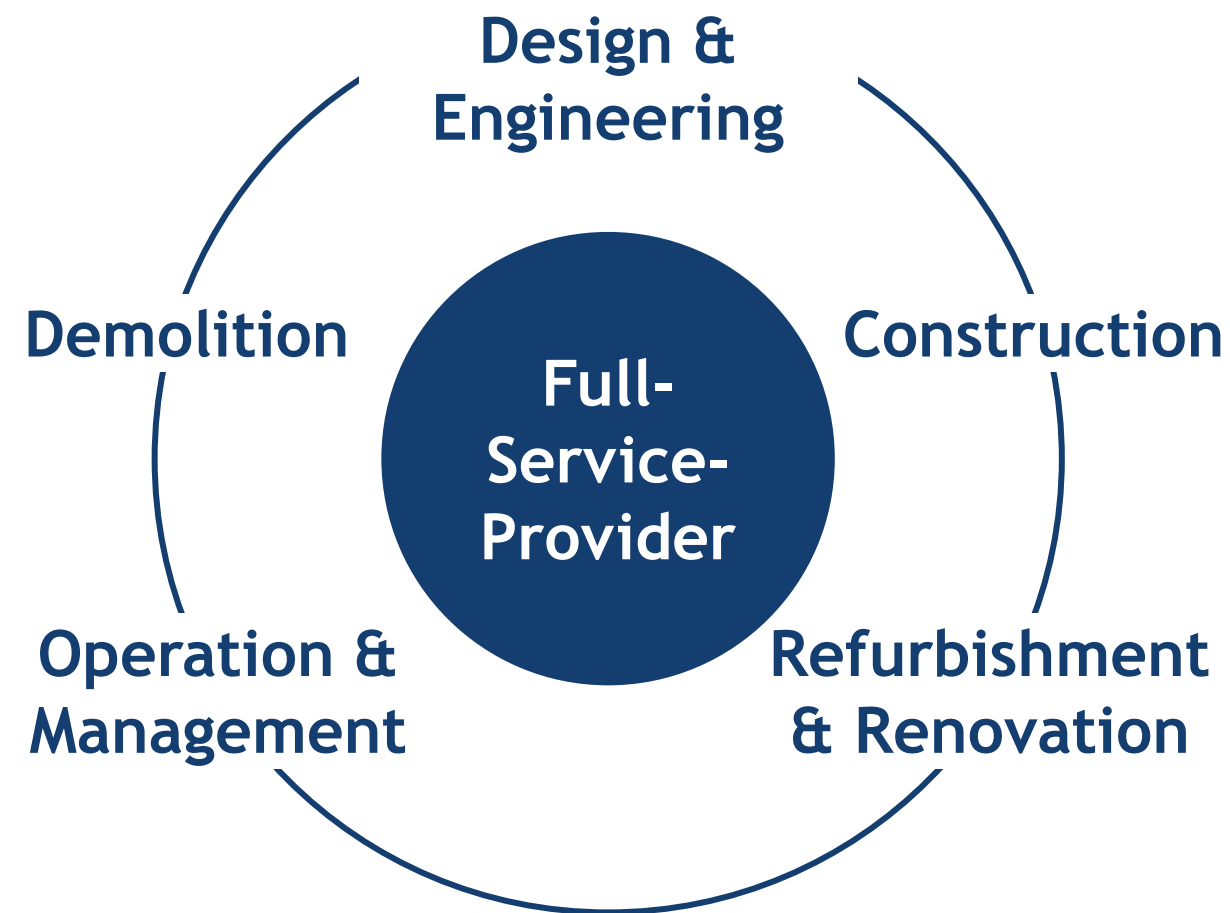 Design &
Engineering
Demolition
Construction
Full-
Service-
Provider
Operation &
Management
Refurbishment
& Renovation